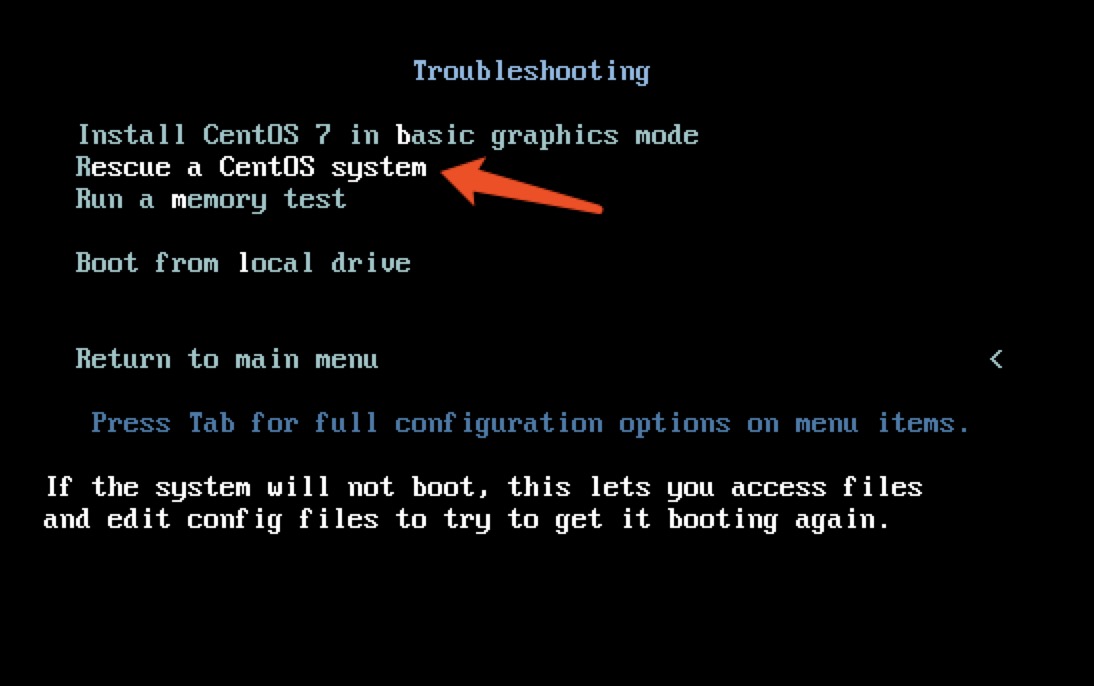 Troubleshooting
Install CentOS 7 in basic graphics mode
Rescue a CentOS system
Run a memory test
Boot from local drive
Return to main menu <
Press Tab for full configuration options on menu items.
If the system will not boot, this lets you access files
and edit config files to try to get it booting again.